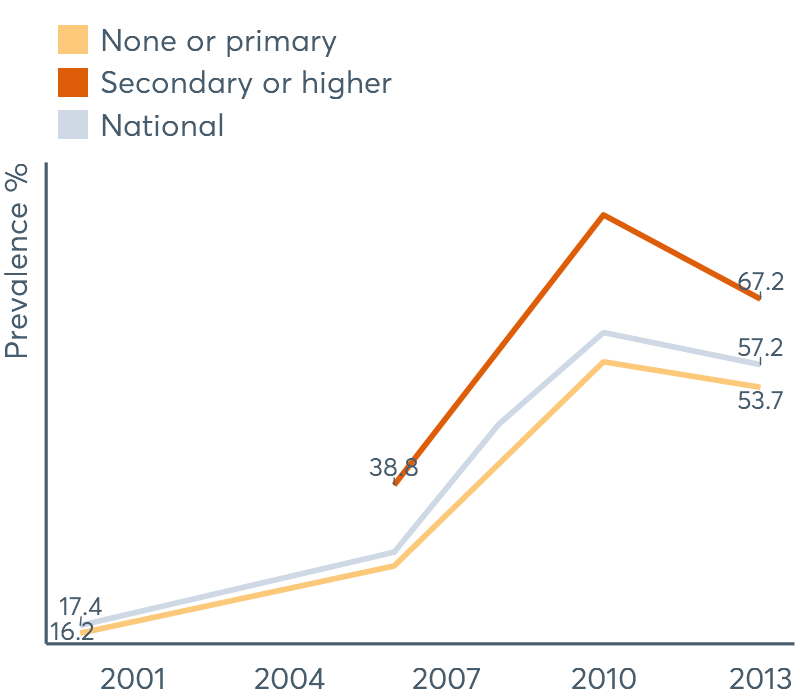 None or primary
Secondary or higher
National
Prevalence %
67.2
57.2
53.7
38.8
17.4
16.2
2001 2004 2007 2010 2013